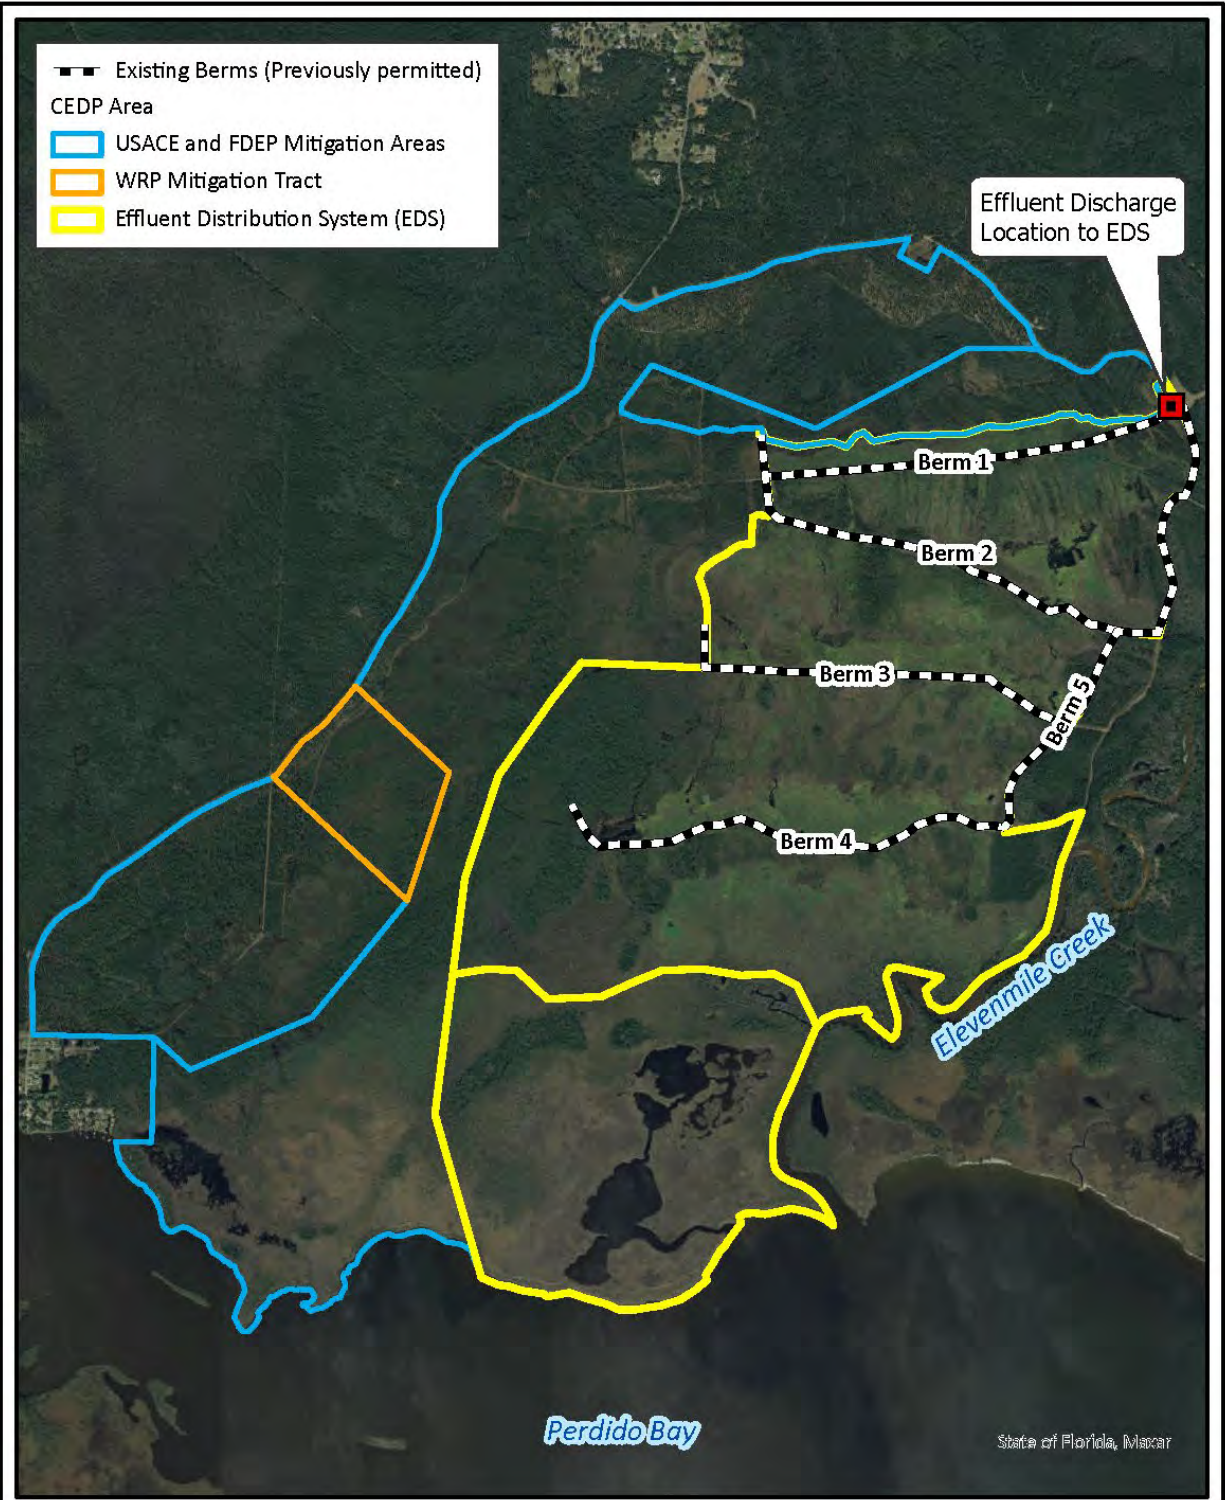 Existing Berms (Previously permitted)
CEDP Area
USACE and FDEP Mitigation Areas
WRP Mitigation Tract
Effluent Distribution System (EDS)
Effluent Discharge
Location to EDS
Berm 1
Berm 2
Berm 3
Berm 5
Berm 4
Elevenmile Creek
Perdido Bay
State of Florida, Maxar